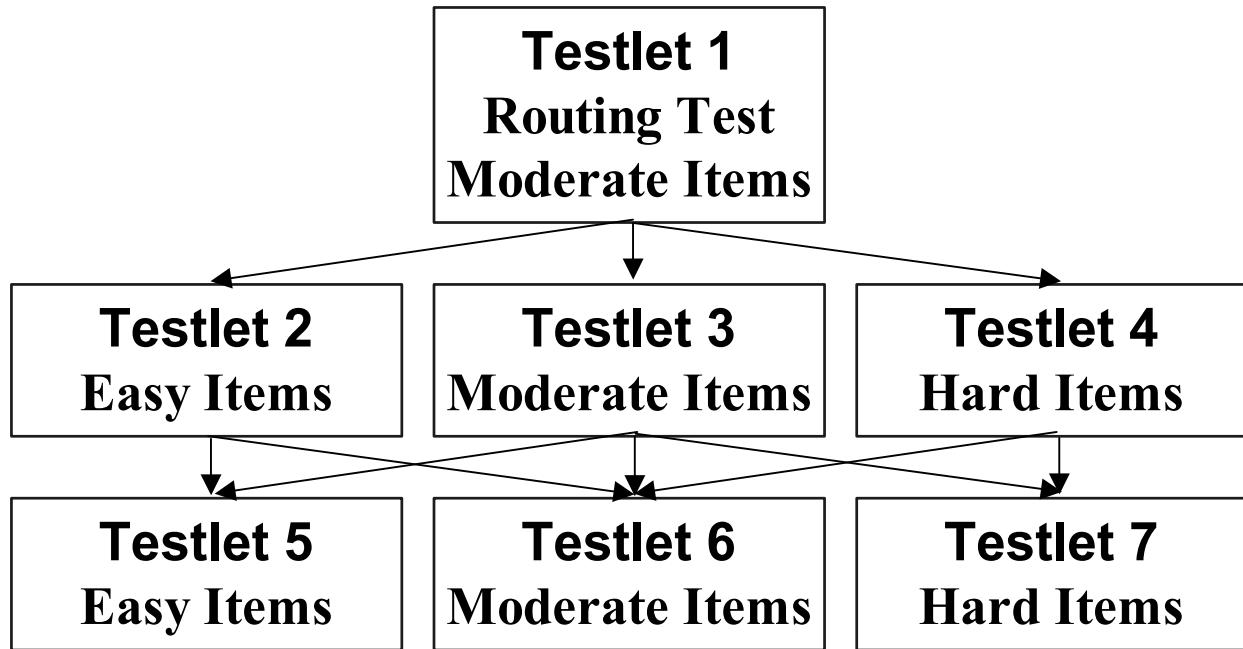 Testlet 1
Routing Test
Moderate Items
Testlet 2
Easy Items
Testlet 3
Moderate Items
Testlet 4
Hard Items
Testlet 5
Easy Items
Testlet 6
Moderate Items
Testlet 7
Hard Items